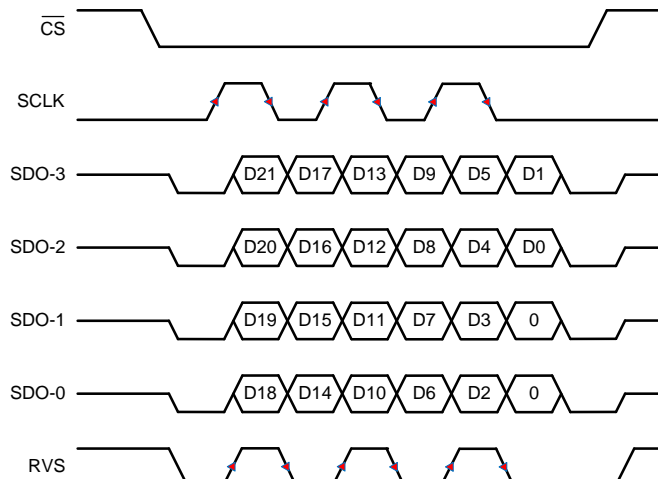 CS
SCLK
SDO-3 D21 D17 D13 D9 D5 D1
SDO-2 D20 D16 D12 D8 D4 D0
SDO-1 D19 D15 D11 D7 D3 0
SDO-0 D18 D14 D10 D6 D2 0
RVS